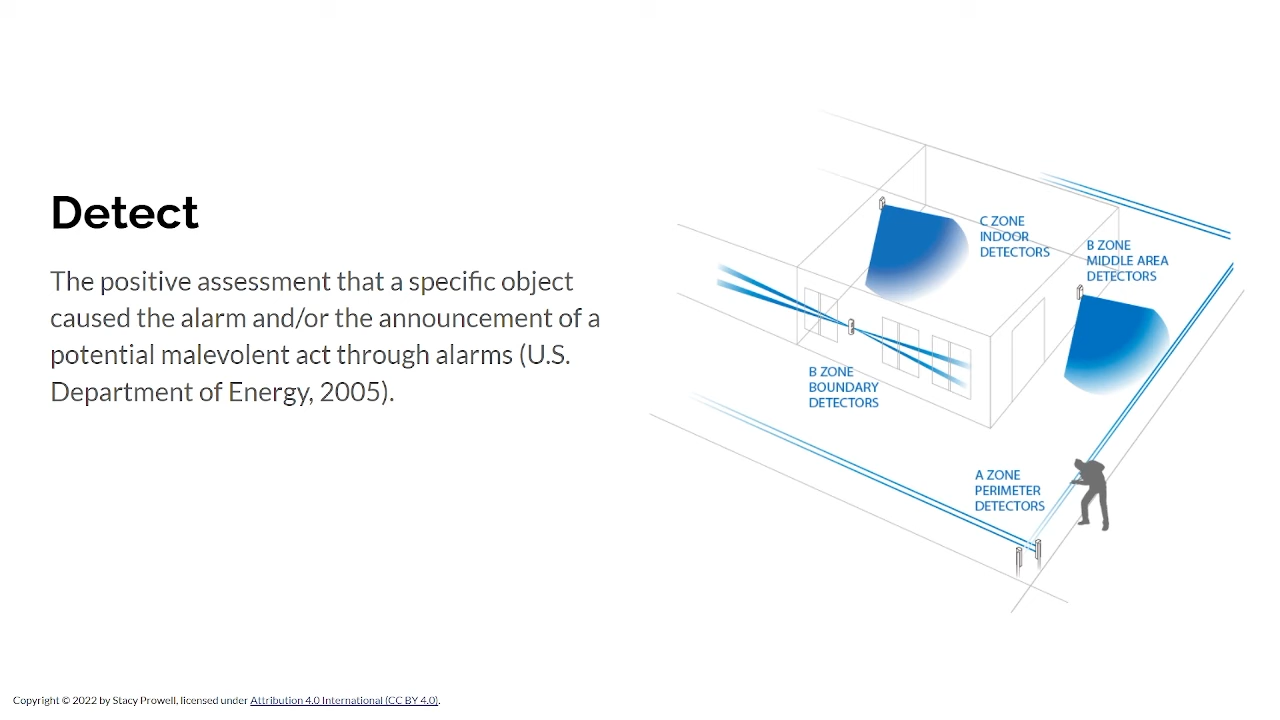 Detect
The positive assessment that a specific object
caused the alarm and/or the announcement of a
potential malevolent act through alarms (U.S.
Department of Energy, 2005).
C ZONE
INDOOR
DETECTORS
B ZONE
MIDDLE AREA
DETECTORS
B ZONE
BOUNDARY
DETECTORS
A ZONE
PERIMETER
DETECTORS
Copyright © 2022 by Stacy Prowell, licensed under Attribution 4.0 International (CC BY 4.0).